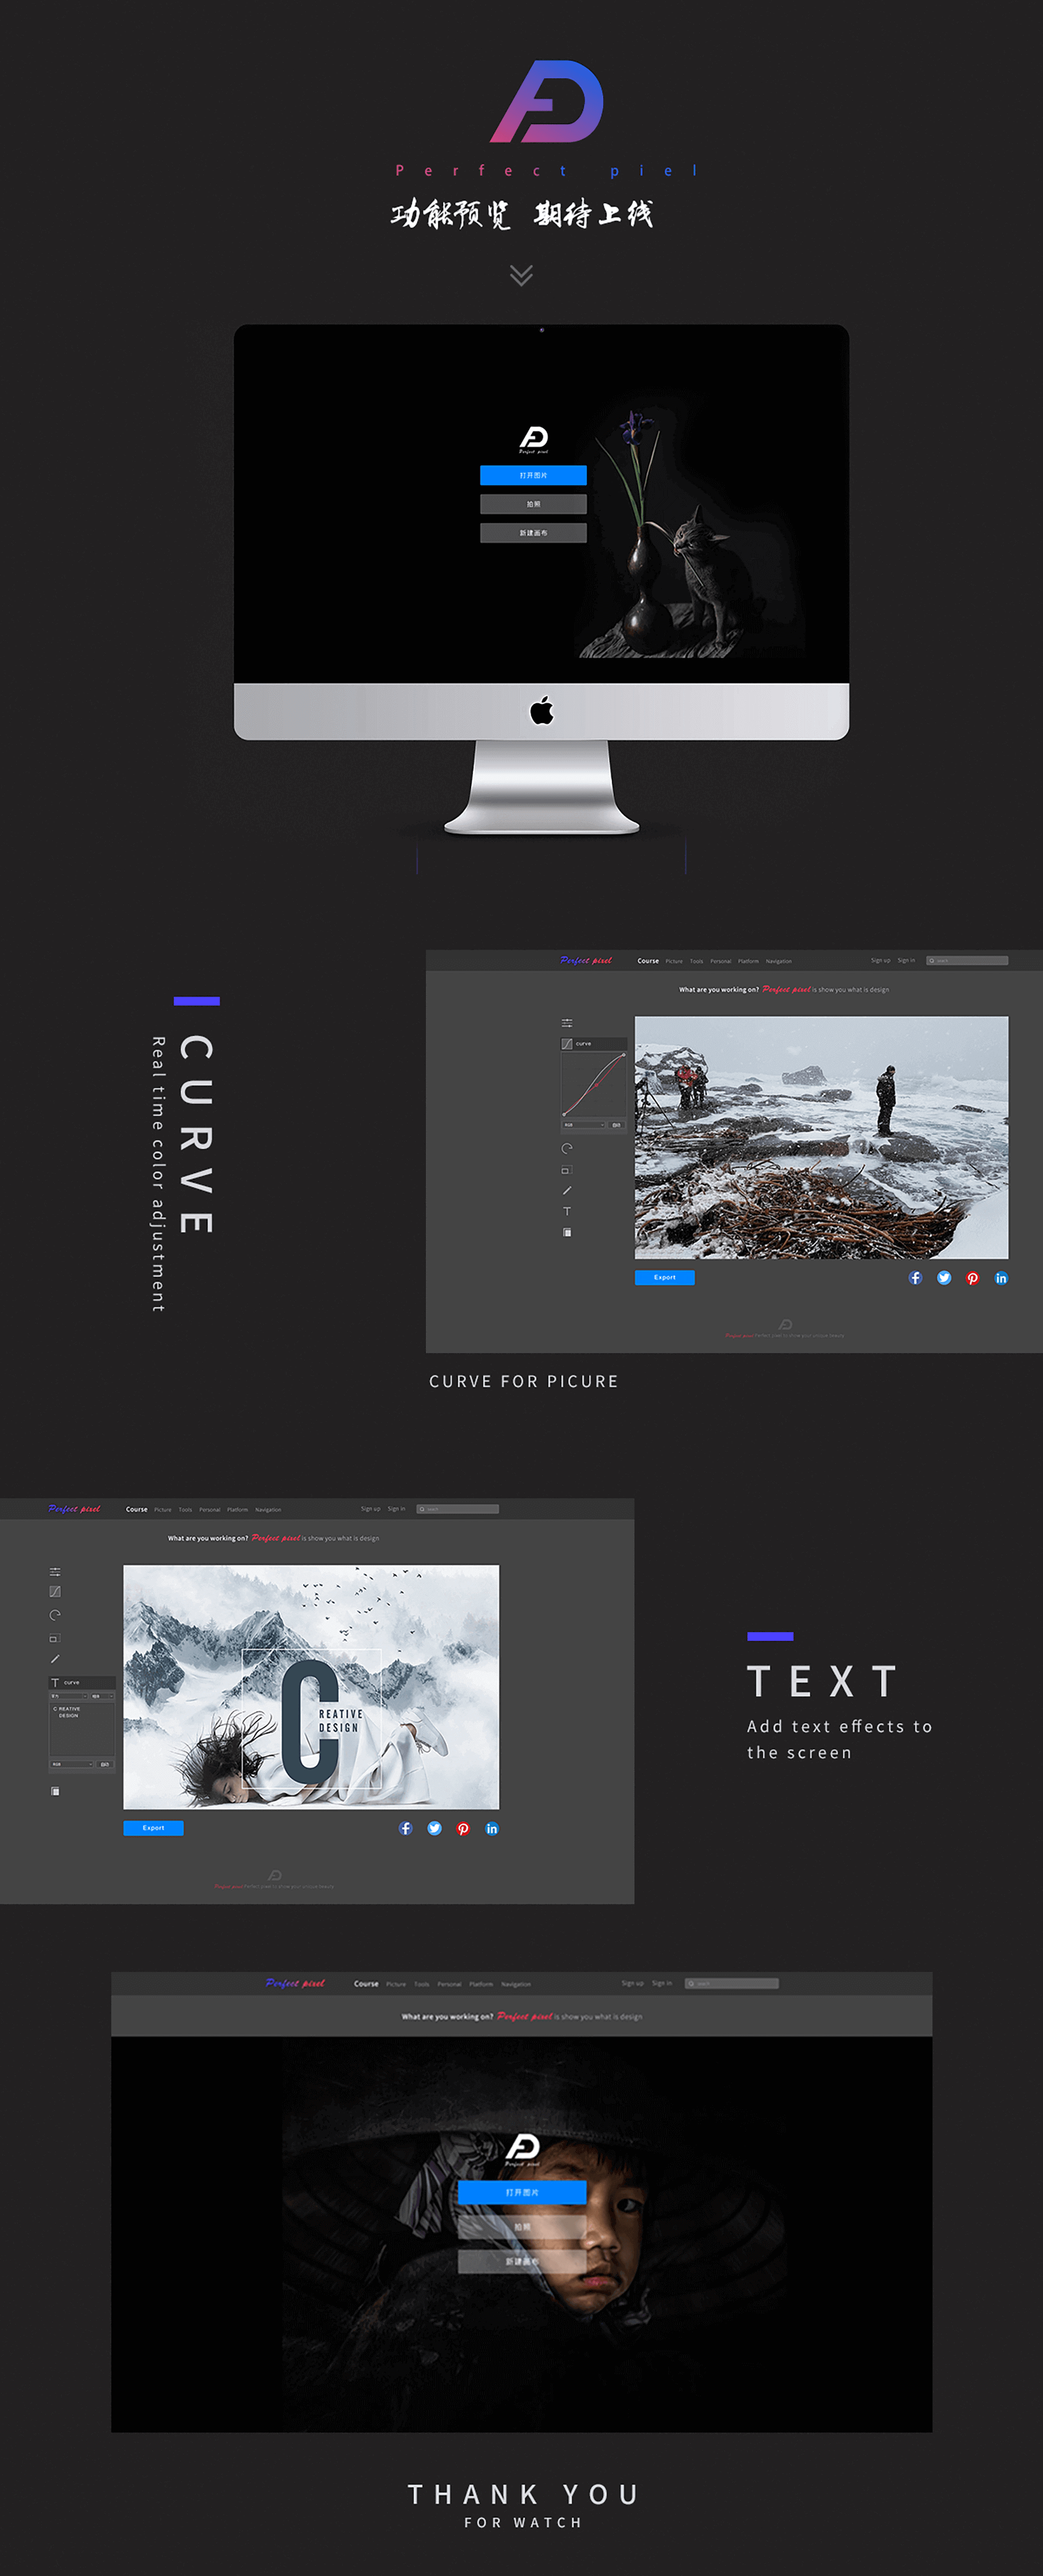 Perfect piel
功能预览 期待上线
Perfect pixel
打开图片
拍照
新建画布
CURVE
Real time color adjustment
Perfect pixel Course Picture Tools Personal Platform Navigation Sign up Sign in
What are you working on? Perfect pixel is show you what is design
curve
RGB
Export
CURVE FOR PICURE
Perfect pixel Course Picture Tools Personal Platform Navigation Sign up Sign in
What are you working on? Perfect pixel is show you what is design
curve
C REATIVE
DESIGN
RGB
C
REATIVE
DESIGN
Export
TEXT
Add text effects to
the screen
Perfect pixel Course Picture Tools Personal Platform Navigation Sign up Sign in
What are you working on? Perfect pixel is show you what is design
Perfect pixel
打开图片
拍照
新建画布
THANK YOU
FOR WATCH